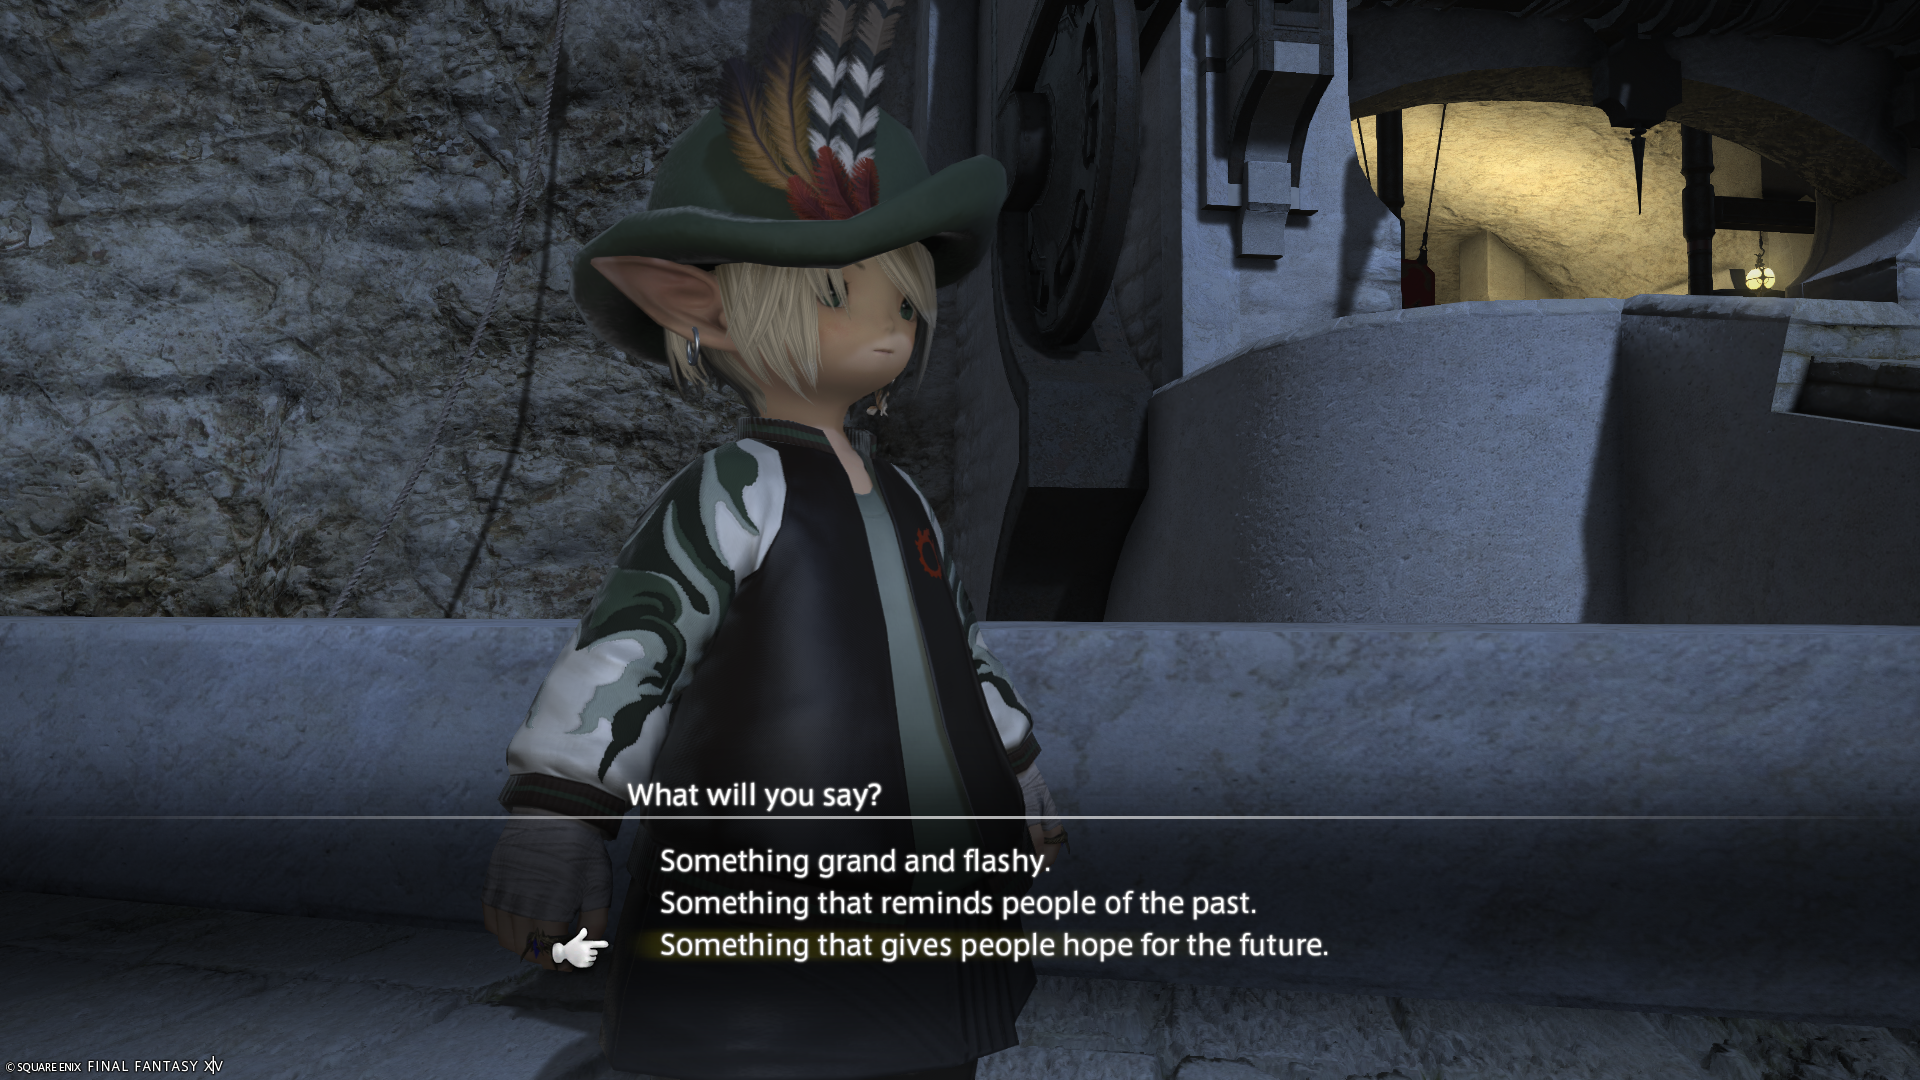 What will you say?
Something grand and flashy.
Something that reminds people of the past.
Something that gives people hope for the future.
© SQUARE ENIX FINAL FANTASY XIV